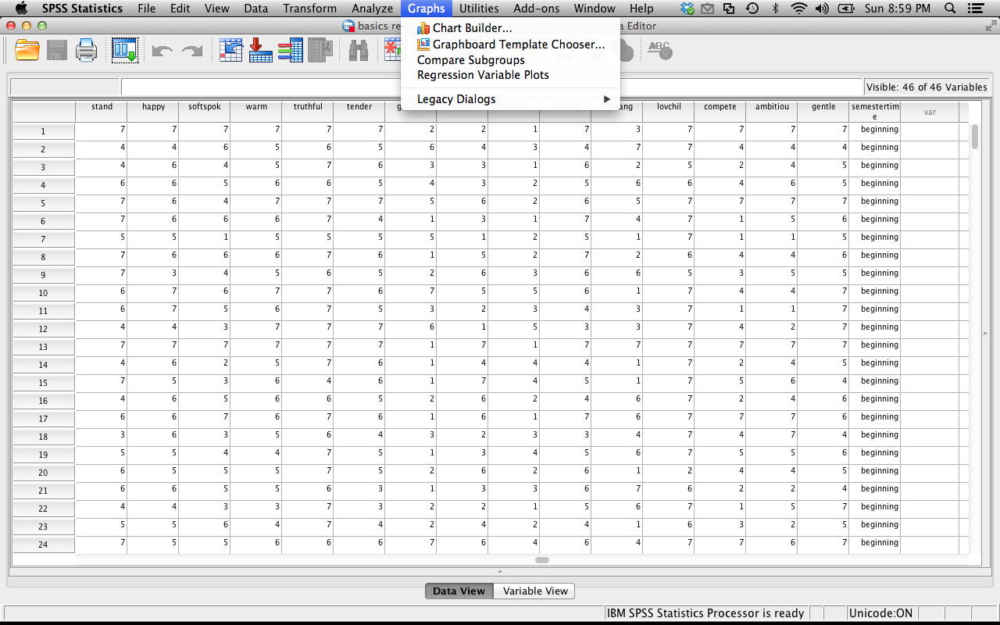 SPSS Statistics File Edit View Data Transform Analyze Graphs Utilities Add-ons Window Help Sun 8:59 PM
basics re Data Editor
Chart Builder...
Graphboard Template Chooser...
Compare Subgroups
Regression Variable Plots
Legacy Dialogs
Visible: 46 of 46 Variables
stand happy softspok warm truthful tender lovchil compete ambitiou gentle semestertime var
1 7 7 7 7 7 7 2 2 1 7 3 7 7 7 7 beginning
2 4 4 6 5 6 5 6 4 3 4 7 7 4 4 4 beginning
3 4 6 4 5 7 6 3 3 1 6 2 5 2 4 5 beginning
4 6 6 5 6 6 5 4 3 2 5 6 6 4 6 5 beginning
5 7 6 4 7 7 7 5 6 2 6 5 7 7 7 7 beginning
6 7 6 6 6 7 4 1 3 1 7 4 7 1 5 6 beginning
7 5 5 1 5 5 5 5 1 2 5 1 7 1 1 5 beginning
8 7 6 6 6 7 6 1 5 2 7 2 6 4 4 6 beginning
9 7 3 4 5 6 5 2 6 3 6 6 5 3 5 5 beginning
10 6 7 6 7 7 6 7 5 5 6 1 7 4 4 7 beginning
11 6 7 5 6 7 5 3 2 3 4 3 7 1 1 7 beginning
12 4 4 3 7 7 7 6 1 5 3 3 7 4 2 7 beginning
13 7 7 7 7 7 7 1 7 1 7 7 7 7 7 7 beginning
14 4 6 2 5 7 6 1 4 4 4 1 7 2 4 5 beginning
15 7 5 3 6 4 6 1 7 4 5 1 7 5 6 4 beginning
16 4 6 5 6 6 5 2 6 2 4 6 7 2 4 6 beginning
17 6 6 7 6 7 6 1 6 1 7 6 7 7 7 6 beginning
18 3 6 3 5 6 4 3 2 3 3 4 7 4 7 4 beginning
19 5 5 4 4 7 5 1 3 4 5 6 7 5 5 6 beginning
20 6 5 5 5 7 5 2 6 2 6 1 2 4 4 5 beginning
21 6 6 5 5 6 3 1 3 3 6 7 6 2 2 4 beginning
22 4 4 3 3 7 3 2 2 1 5 6 7 1 5 7 beginning
23 5 5 6 4 7 4 2 4 2 4 1 6 3 2 5 beginning
24 7 5 5 6 6 6 7 6 4 6 4 7 7 6 7 beginning
Data View Variable View
IBM SPSS Statistics Processor is ready Unicode:ON